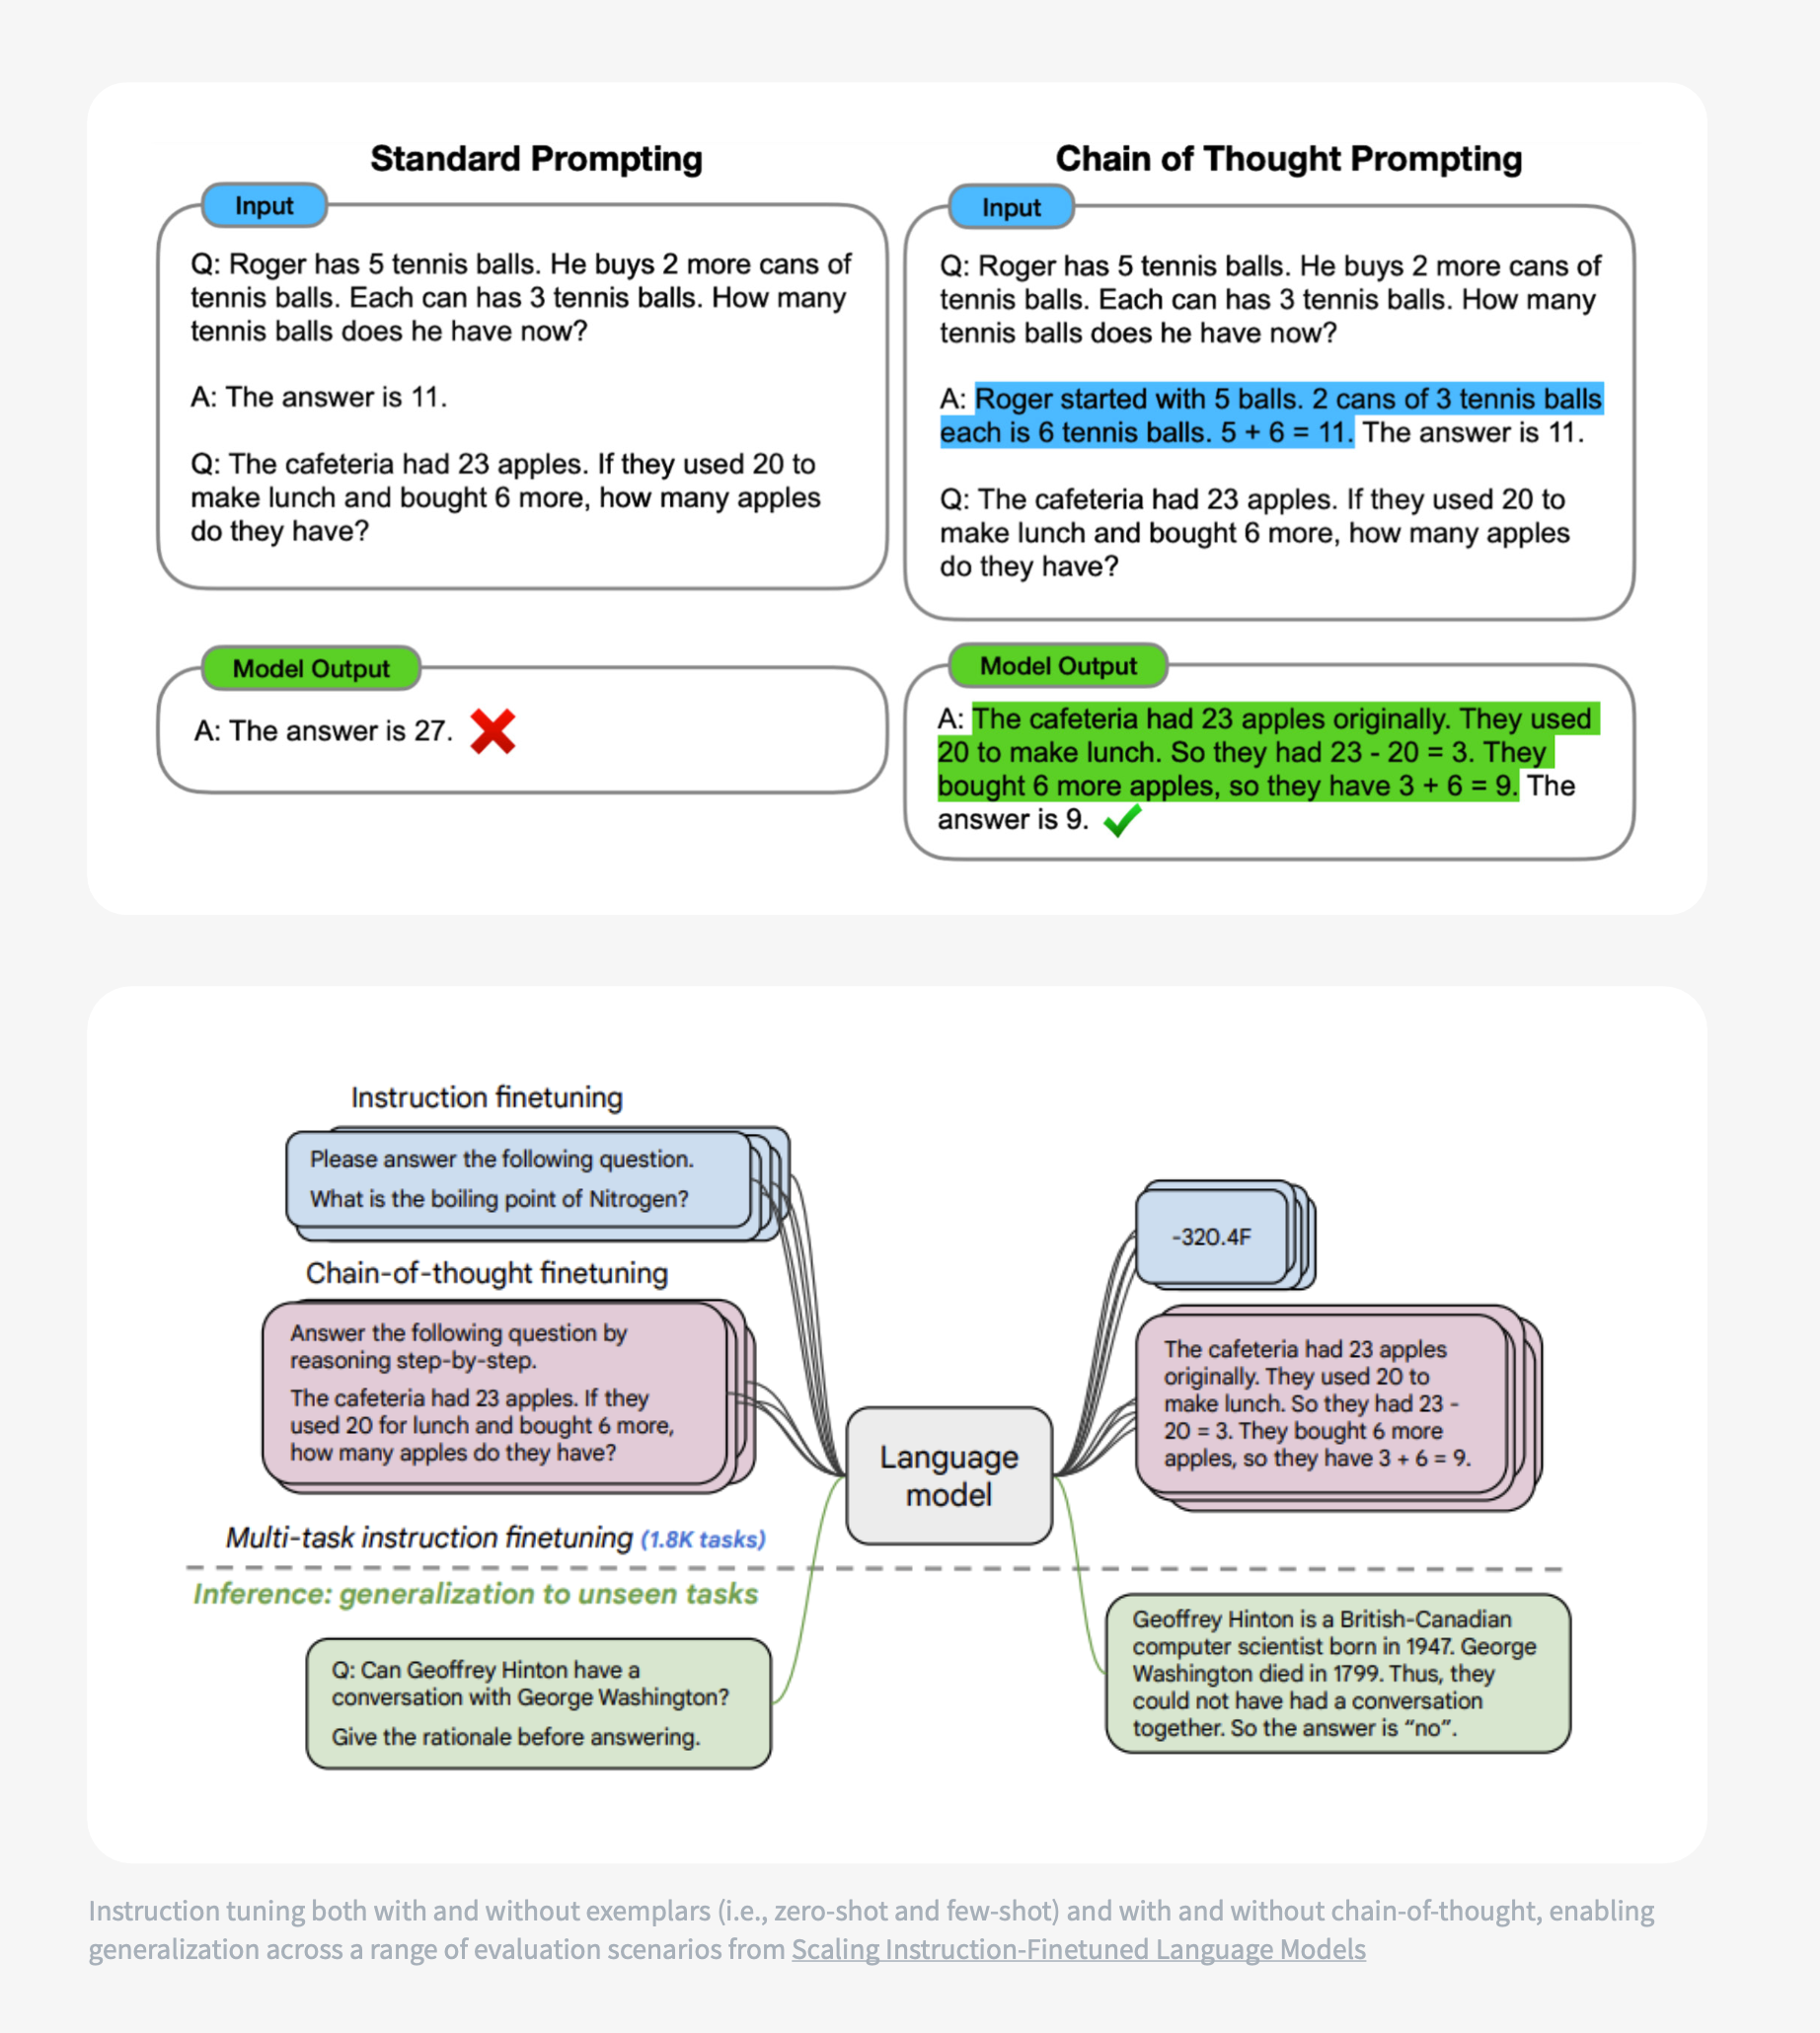 Standard Prompting
Input
Q: Roger has 5 tennis balls. He buys 2 more cans of
tennis balls. Each can has 3 tennis balls. How many
tennis balls does he have now?
A: The answer is 11.
Q: The cafeteria had 23 apples. If they used 20 to
make lunch and bought 6 more, how many apples
do they have?
Model Output
A: The answer is 27.
Chain of Thought Prompting
Input
Q: Roger has 5 tennis balls. He buys 2 more cans of
tennis balls. Each can has 3 tennis balls. How many
tennis balls does he have now?
A: Roger started with 5 balls. 2 cans of 3 tennis balls
each is 6 tennis balls. 5 + 6 = 11. The answer is 11.
Q: The cafeteria had 23 apples. If they used 20 to
make lunch and bought 6 more, how many apples
do they have?
Model Output
A: The cafeteria had 23 apples originally. They used
20 to make lunch. So they had 23 - 20 = 3. They
bought 6 more apples, so they have 3 + 6 = 9. The
answer is 9.
Instruction finetuning
Please answer the following question.
What is the boiling point of Nitrogen?
Chain-of-thought finetuning
Answer the following question by
reasoning step-by-step.
The cafeteria had 23 apples. If they
used 20 for lunch and bought 6 more,
how many apples do they have?
Language
model
-320.4F
The cafeteria had 23 apples
originally. They used 20 to
make lunch. So they had 23 -
20 = 3. They bought 6 more
apples, so they have 3 + 6 = 9.
Multi-task instruction finetuning (1.8K tasks)
Inference: generalization to unseen tasks
Q: Can Geoffrey Hinton have a
conversation with George Washington?
Give the rationale before answering.
Geoffrey Hinton is a British-Canadian
computer scientist born in 1947. George
Washington died in 1799. Thus, they
could not have had a conversation
together. So the answer is “no”.
Instruction tuning both with and without exemplars (i.e., zero-shot and few-shot) and with and without chain-of-thought, enabling
generalization across a range of evaluation scenarios from Scaling Instruction-Finetuned Language Models